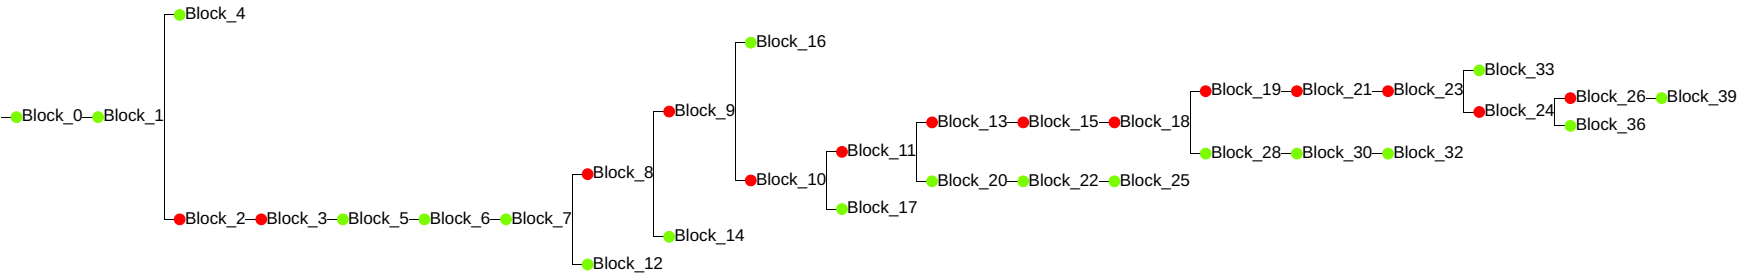 Block_4
Block_16
Block_33
Block_19
Block_21
Block_23
Block_26
Block_39
Block_9
Block_24
Block_0
Block_1
Block_13
Block_15
Block_18
Block_36
Block_11
Block_28
Block_30
Block_32
Block_8
Block_10
Block_20
Block_22
Block_25
Block_17
Block_2
Block_3
Block_5
Block_6
Block_7
Block_14
Block_12